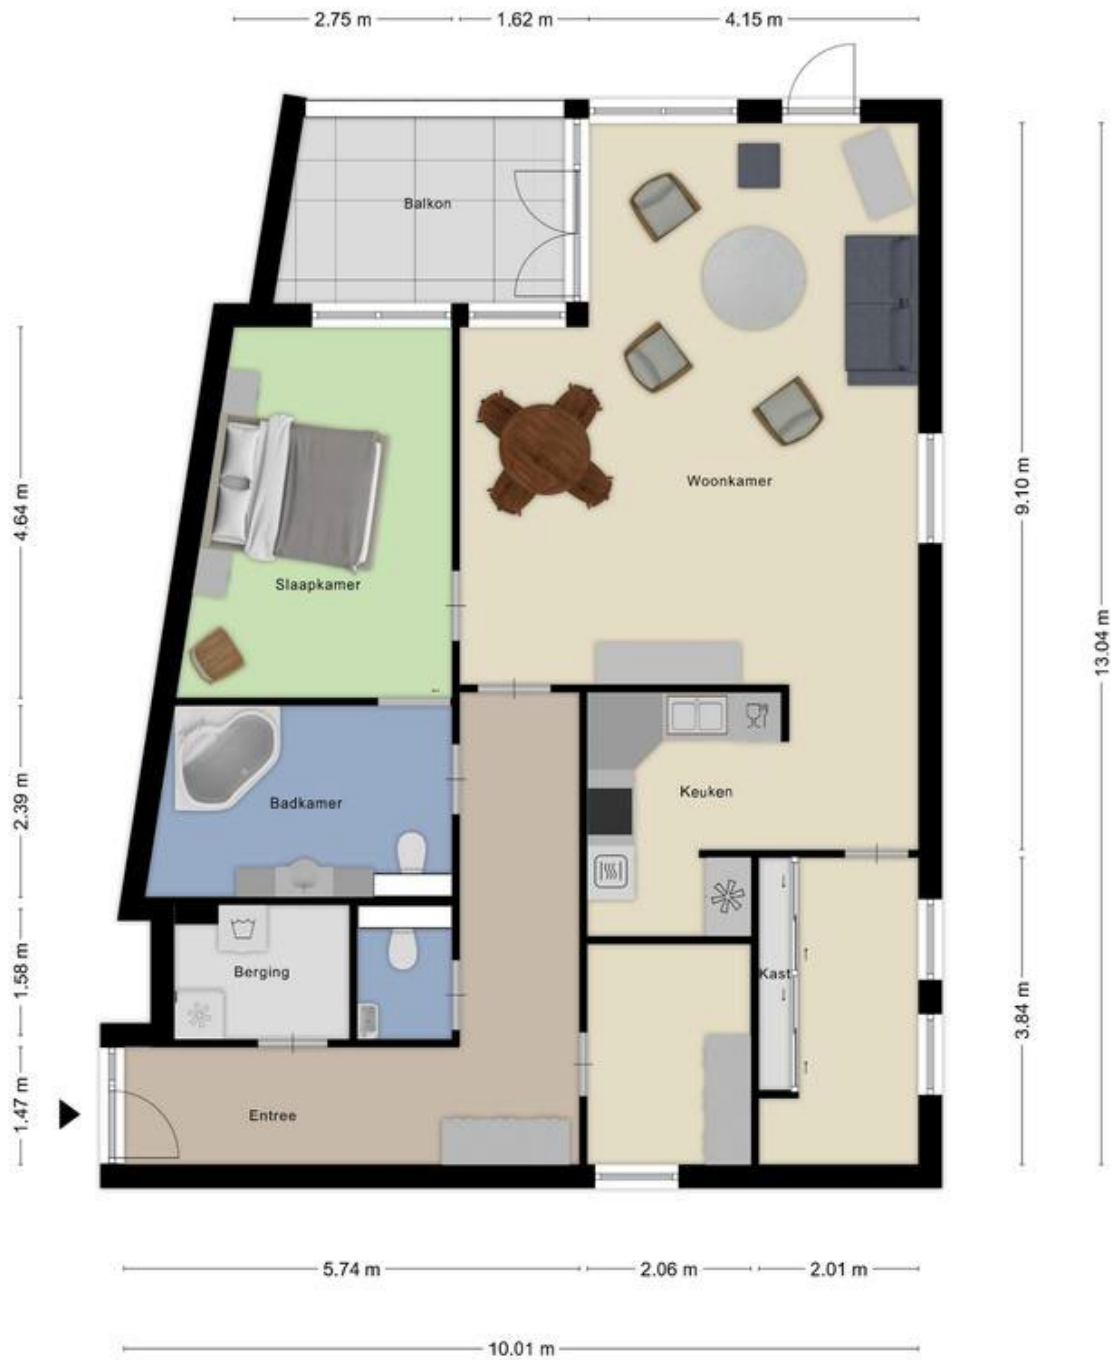 2.75 m
1.62 m
4.15 m
Balkon
Woonkamer
9.10 m
4.64 m
Slaapkamer
13.04 m
Keuken
Badkamer
2.39 m
Berging
Kast
1.58 m
3.84 m
Entree
1.47 m
5.74 m
2.06 m
2.01 m
10.01 m